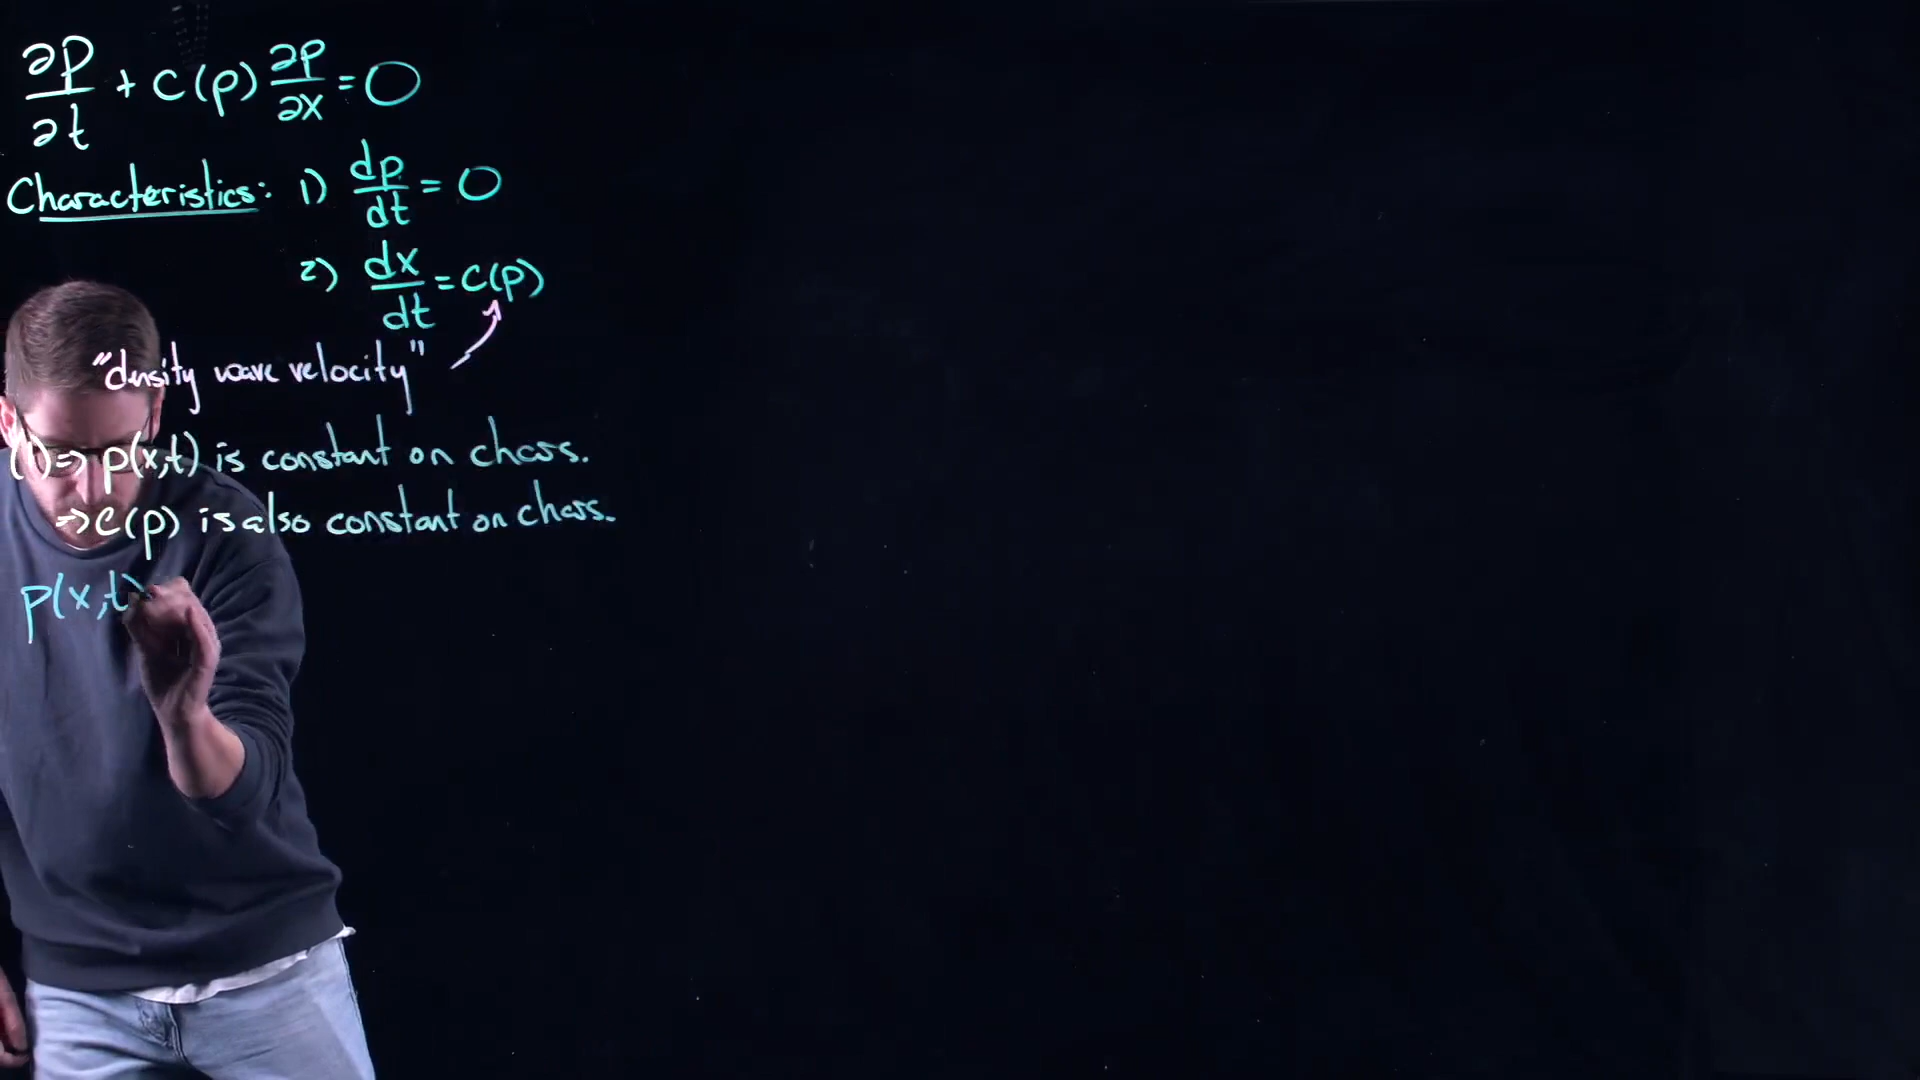 ∂ρ/∂t + c(ρ) ∂ρ/∂x = 0
Characteristics: 1) dρ/dt = 0
2) dx/dt = c(ρ)
"density wave velocity"
(1) ⇒ ρ(x,t) is constant on chars.
⇒ c(ρ) is also constant on chars.
ρ(x,t)